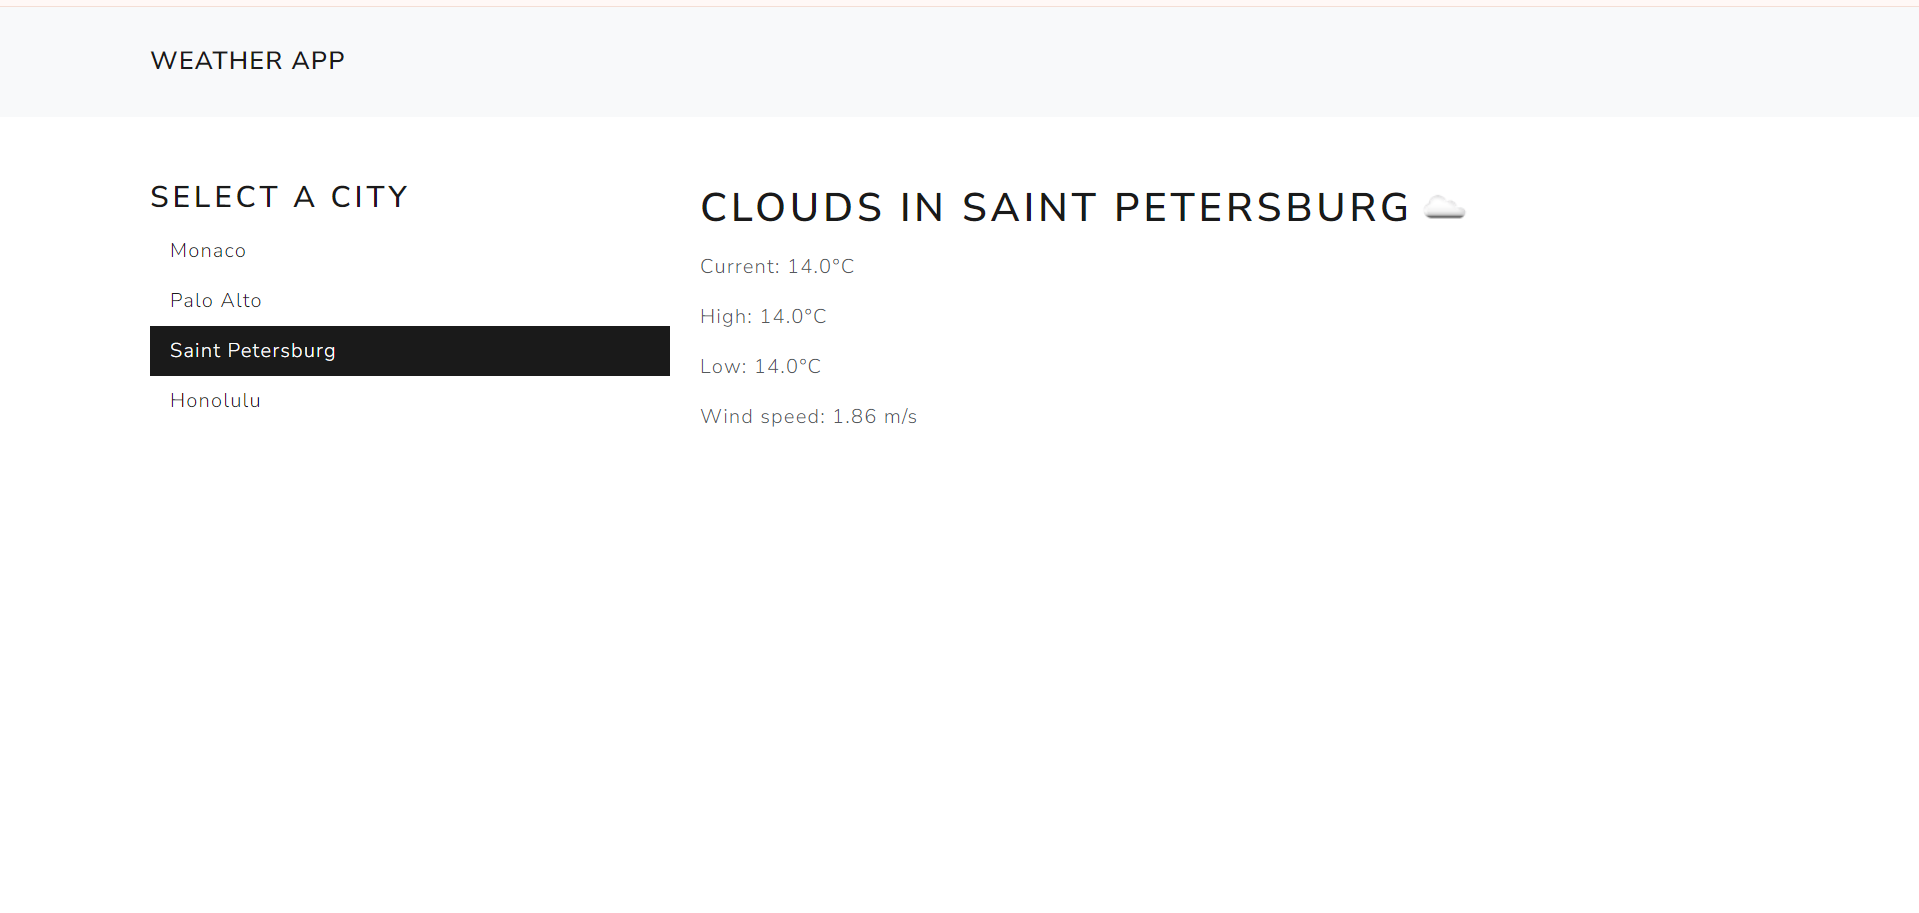 WEATHER APP
SELECT A CITY
Monaco
Palo Alto
Saint Petersburg
Honolulu
CLOUDS IN SAINT PETERSBURG ☁️
Current: 14.0°C
High: 14.0°C
Low: 14.0°C
Wind speed: 1.86 m/s